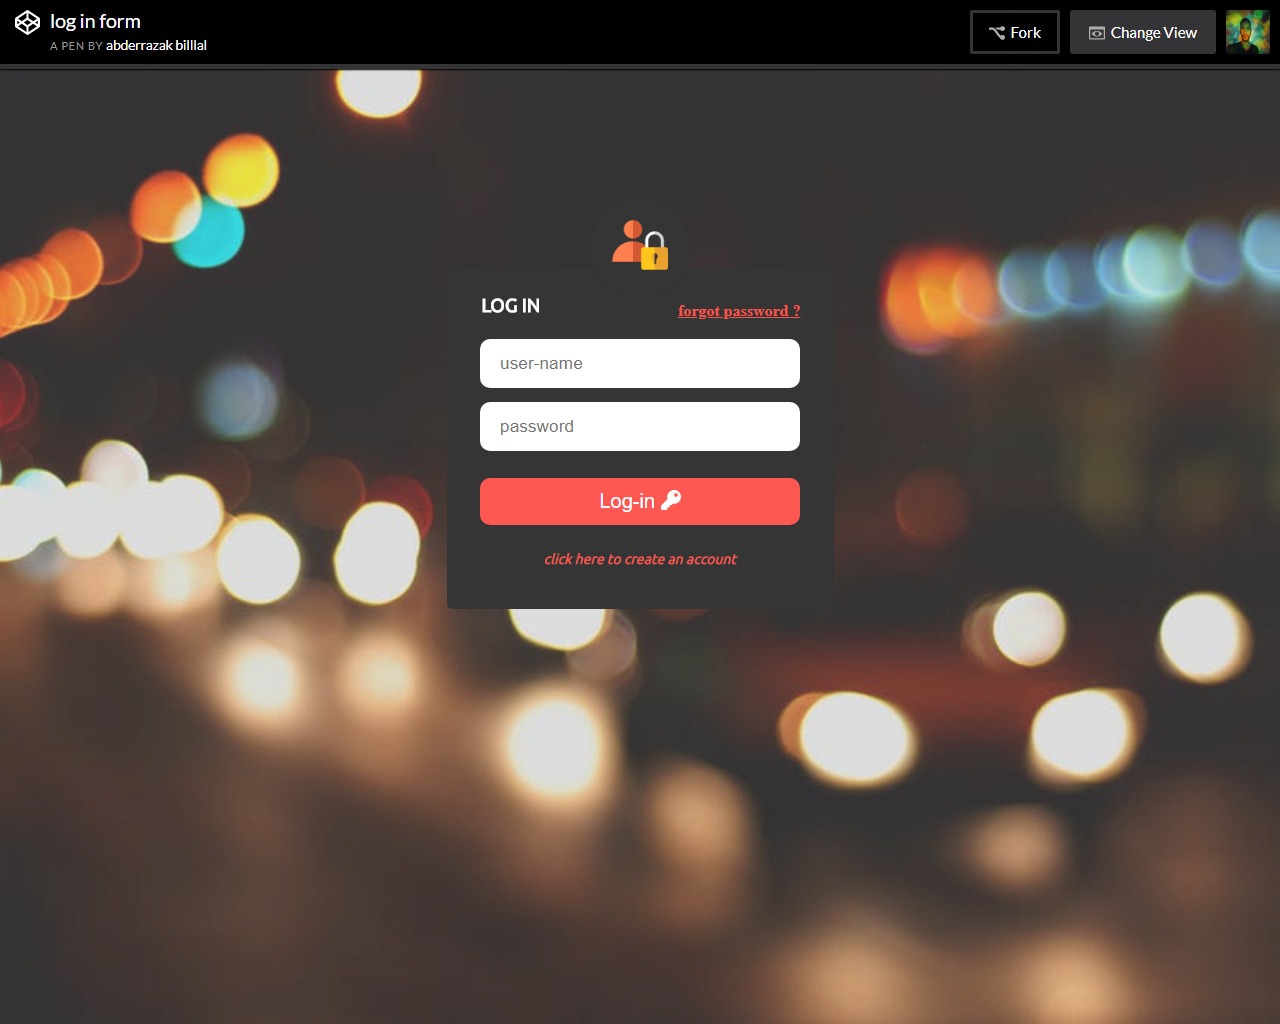 log in form
A PEN BY abderrazak billlal
Fork
Change View
LOG IN
forgot password ?
user-name
password
Log-in
click here to create an account